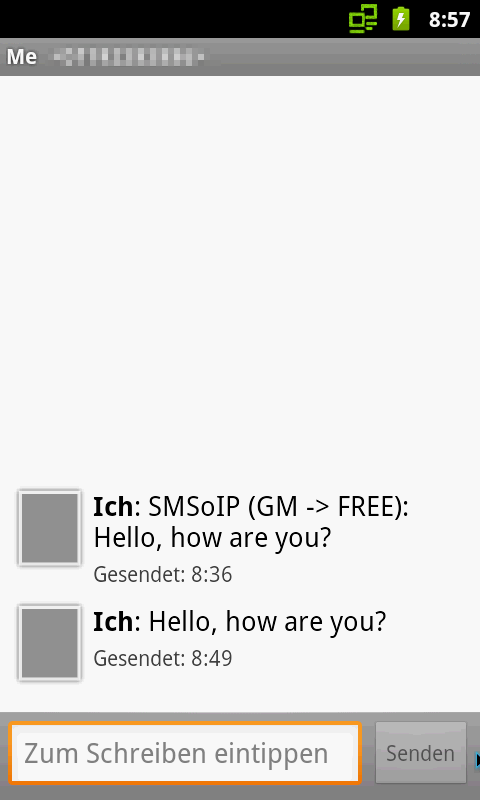 8:57
Me
Ich: SMSoIP (GM -> FREE):
Hello, how are you?
Gesendet: 8:36
Ich: Hello, how are you?
Gesendet: 8:49
Zum Schreiben eintippen
Senden